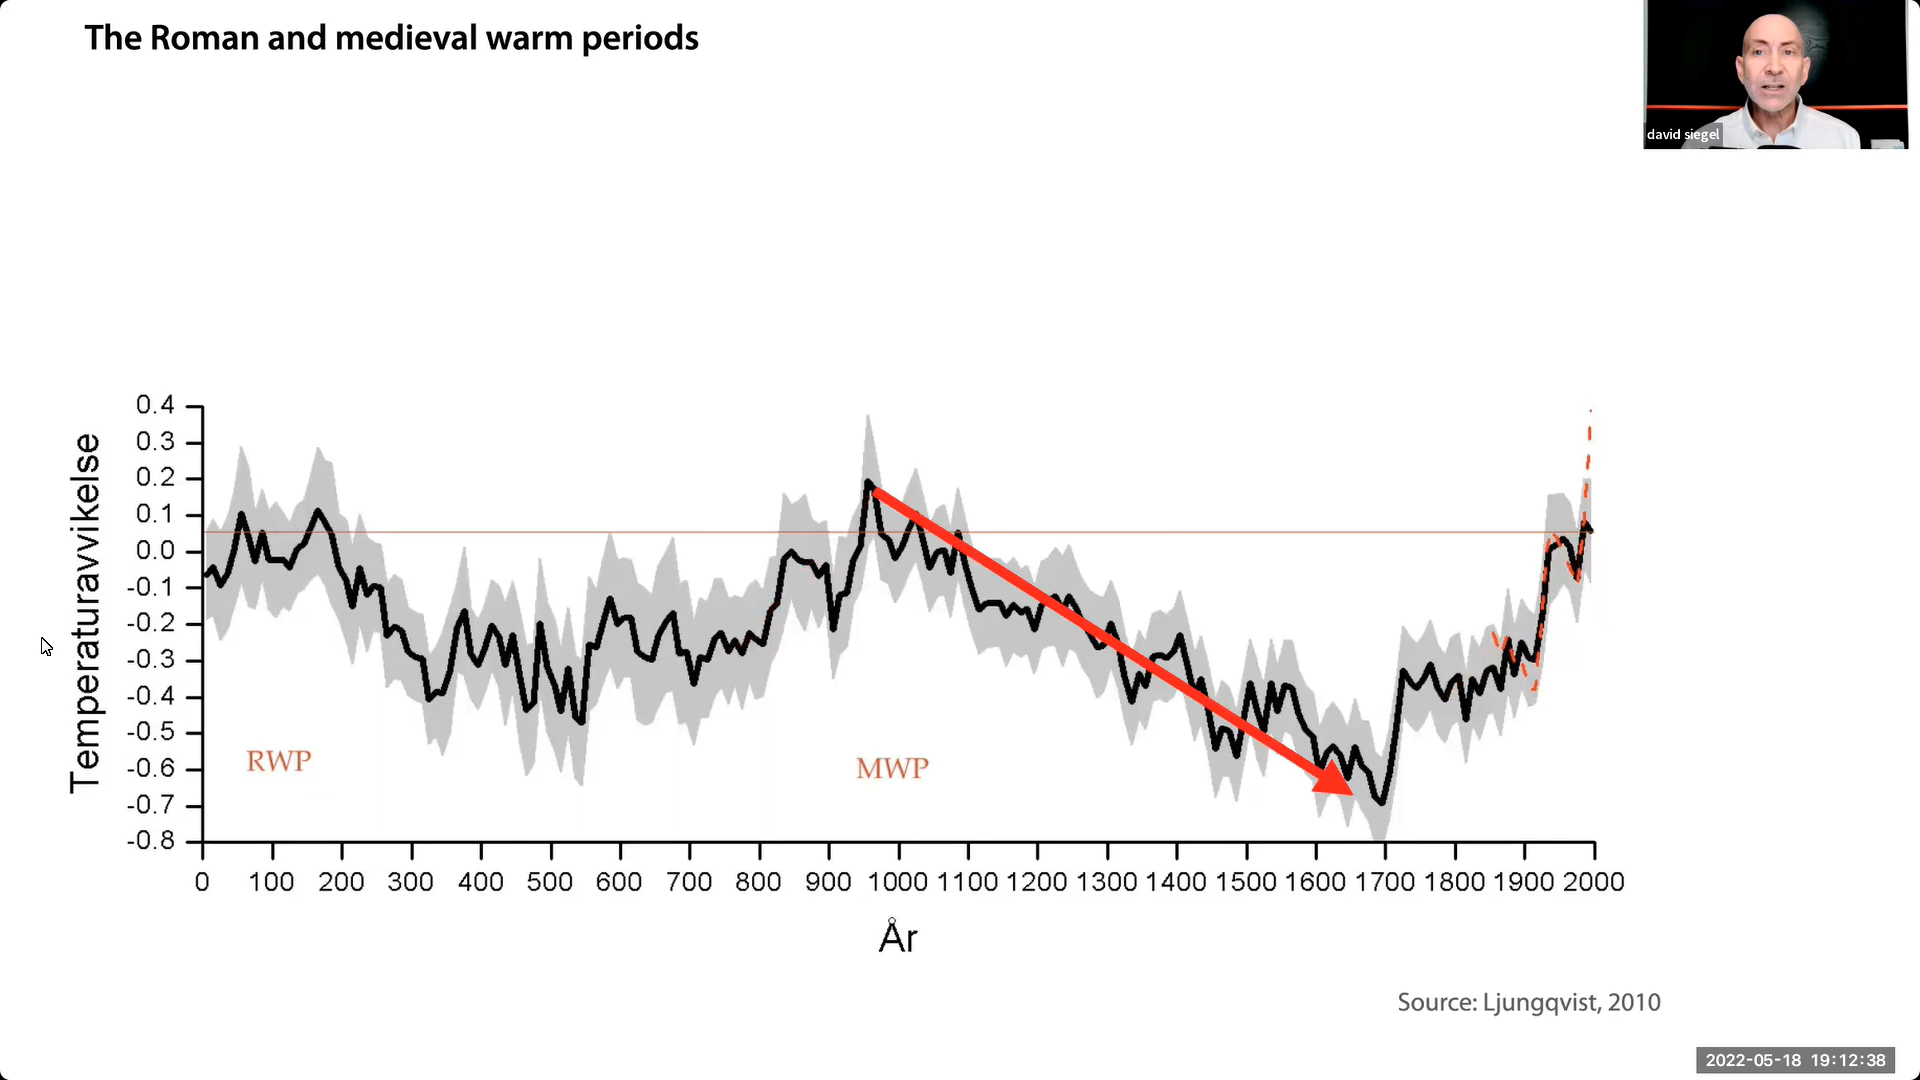 The Roman and medieval warm periods
david siegel
Temperaturavvikelse
0.4
0.3
0.2
0.1
0.0
-0.1
-0.2
-0.3
-0.4
-0.5
-0.6
-0.7
-0.8
RWP
MWP
0 100 200 300 400 500 600 700 800 900 1000 1100 1200 1300 1400 1500 1600 1700 1800 1900 2000
År
Source: Ljungqvist, 2010
2022-05-18 19:12:38